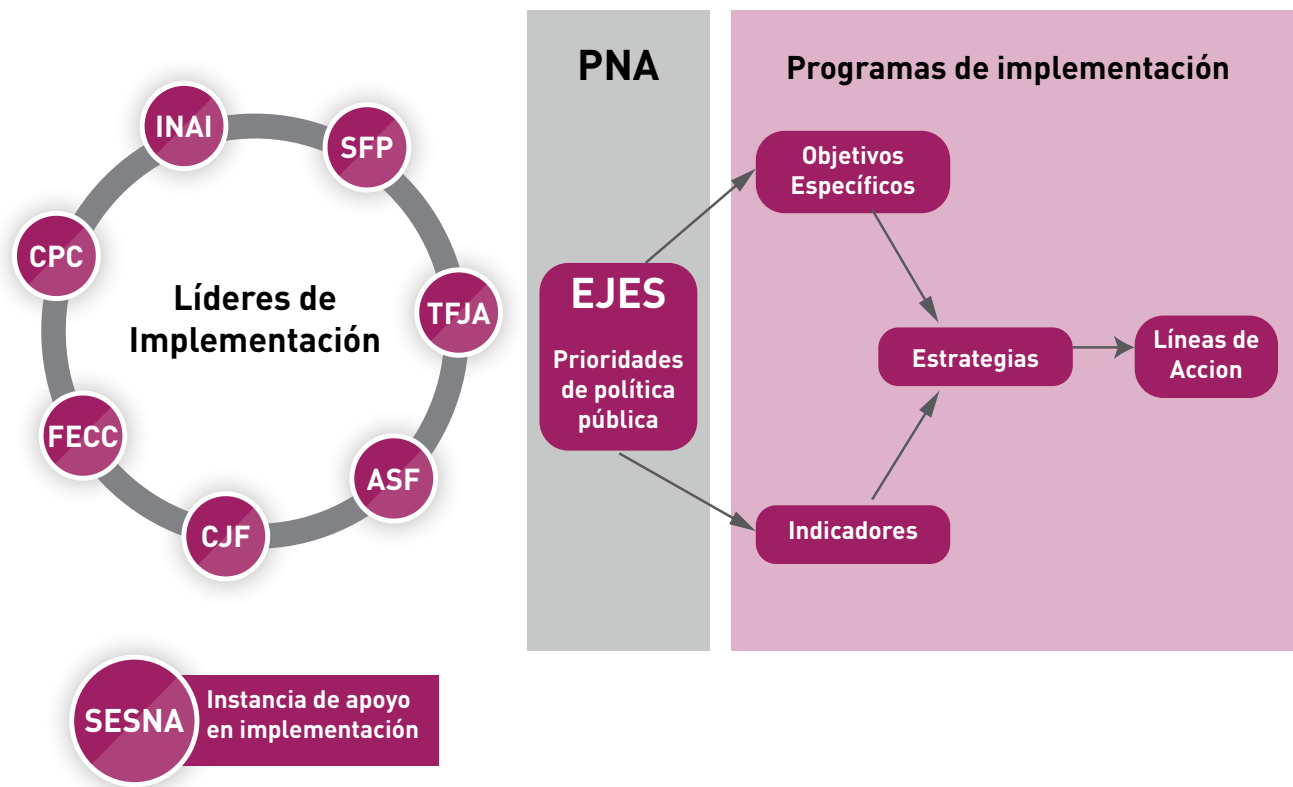 INAI
SFP
CPC
TFJA
FECC
ASF
CJF
Líderes de
Implementación
SESNA
Instancia de apoyo
en implementación
PNA
EJES
Prioridades
de política
pública
Programas de implementación
Objetivos
Específicos
Estrategias
Líneas de
Accion
Indicadores